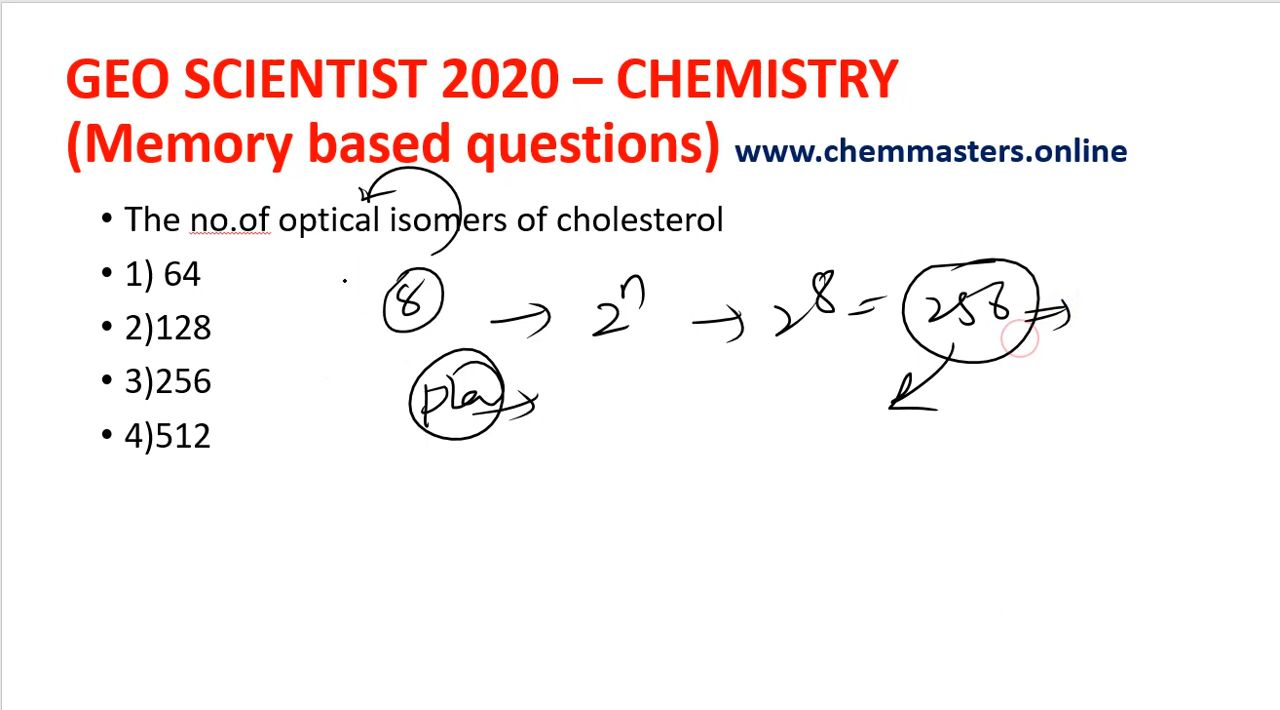 GEO SCIENTIST 2020 – CHEMISTRY
(Memory based questions) www.chemmasters.online
• The no.of optical isomers of cholesterol
• 1) 64
• 2)128
• 3)256
• 4)512
8 → 2ⁿ → 2⁸ = 256 →
pla →